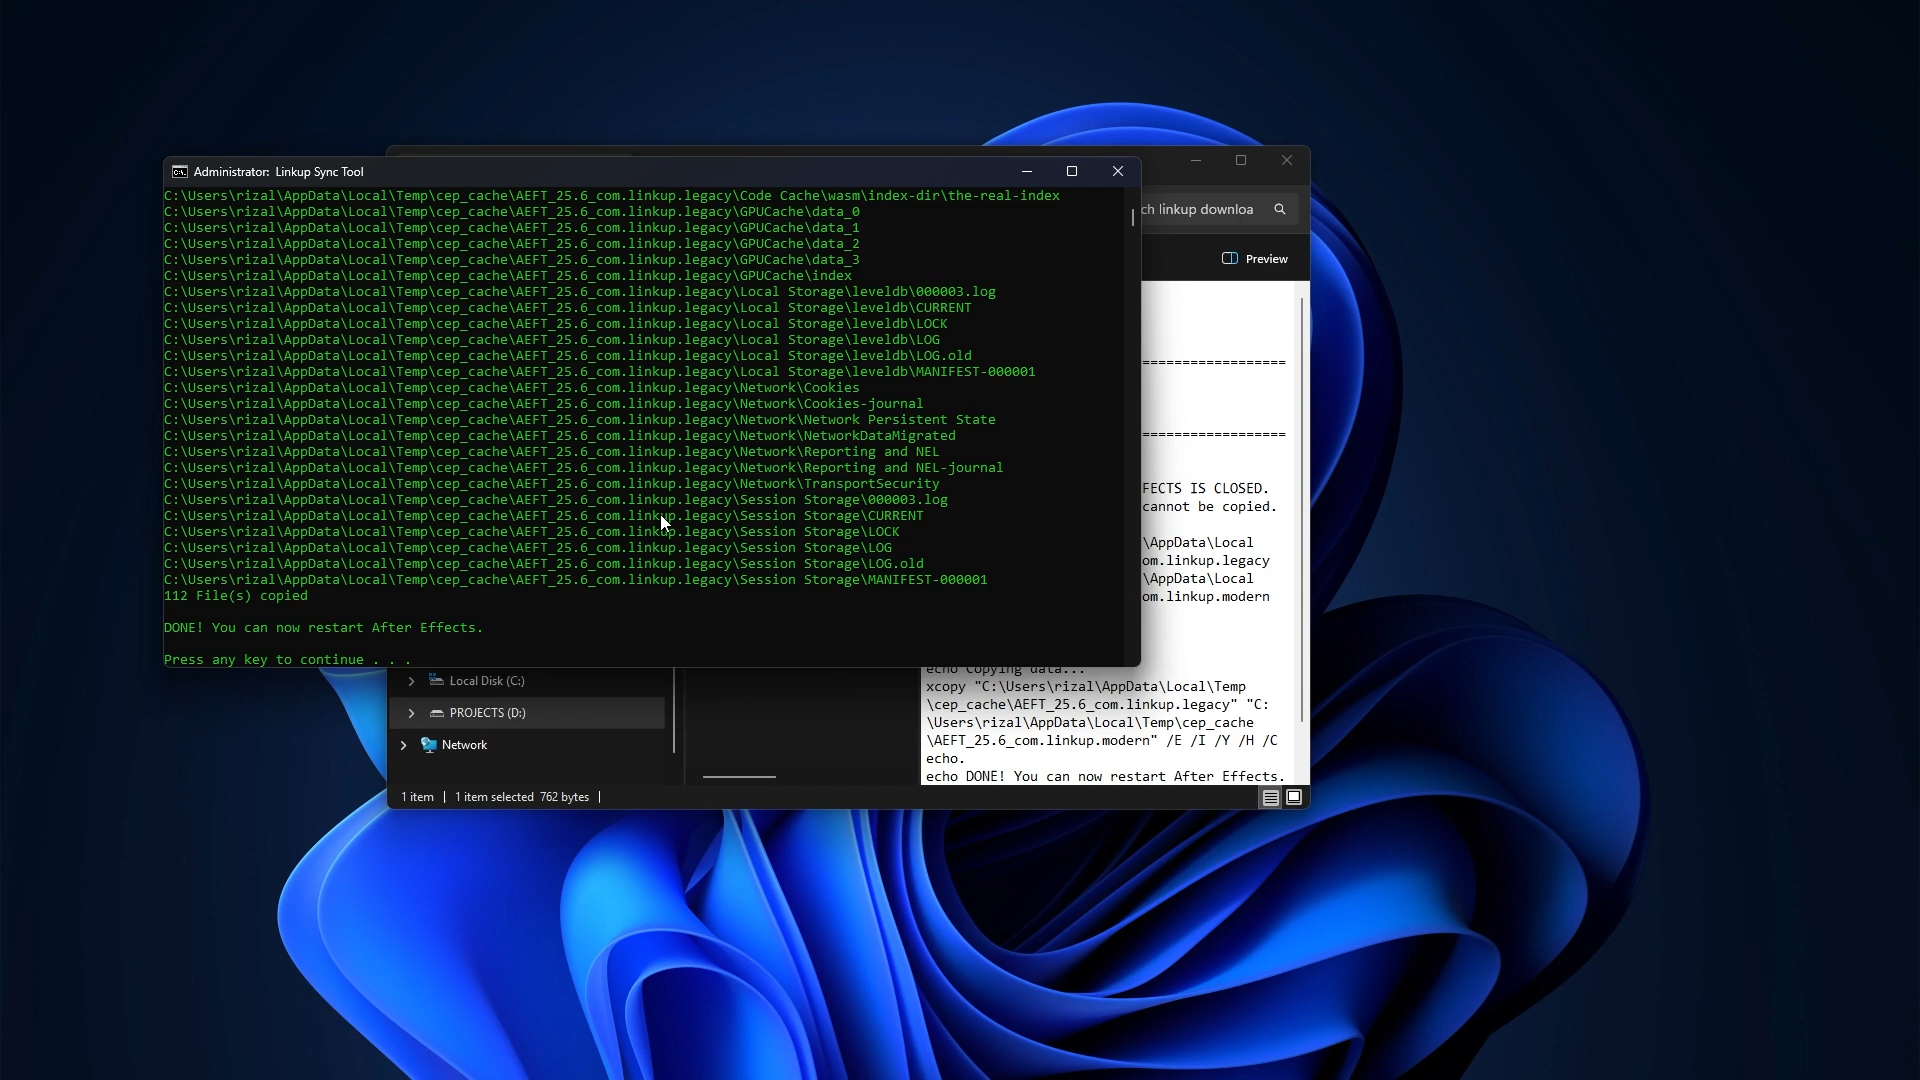 Administrator: Linkup Sync Tool
C:\Users\rizal\AppData\Local\Temp\cep_cache\AEFT_25.6_com.linkup.legacy\Code Cache\wasm\index-dir\the-real-index
C:\Users\rizal\AppData\Local\Temp\cep_cache\AEFT_25.6_com.linkup.legacy\GPUCache\data_0
C:\Users\rizal\AppData\Local\Temp\cep_cache\AEFT_25.6_com.linkup.legacy\GPUCache\data_1
C:\Users\rizal\AppData\Local\Temp\cep_cache\AEFT_25.6_com.linkup.legacy\GPUCache\data_2
C:\Users\rizal\AppData\Local\Temp\cep_cache\AEFT_25.6_com.linkup.legacy\GPUCache\data_3
C:\Users\rizal\AppData\Local\Temp\cep_cache\AEFT_25.6_com.linkup.legacy\GPUCache\index
C:\Users\rizal\AppData\Local\Temp\cep_cache\AEFT_25.6_com.linkup.legacy\Local Storage\leveldb\000003.log
C:\Users\rizal\AppData\Local\Temp\cep_cache\AEFT_25.6_com.linkup.legacy\Local Storage\leveldb\CURRENT
C:\Users\rizal\AppData\Local\Temp\cep_cache\AEFT_25.6_com.linkup.legacy\Local Storage\leveldb\LOCK
C:\Users\rizal\AppData\Local\Temp\cep_cache\AEFT_25.6_com.linkup.legacy\Local Storage\leveldb\LOG
C:\Users\rizal\AppData\Local\Temp\cep_cache\AEFT_25.6_com.linkup.legacy\Local Storage\leveldb\LOG.old
C:\Users\rizal\AppData\Local\Temp\cep_cache\AEFT_25.6_com.linkup.legacy\Local Storage\leveldb\MANIFEST-000001
C:\Users\rizal\AppData\Local\Temp\cep_cache\AEFT_25.6_com.linkup.legacy\Network\Cookies
C:\Users\rizal\AppData\Local\Temp\cep_cache\AEFT_25.6_com.linkup.legacy\Network\Cookies-journal
C:\Users\rizal\AppData\Local\Temp\cep_cache\AEFT_25.6_com.linkup.legacy\Network\Network Persistent State
C:\Users\rizal\AppData\Local\Temp\cep_cache\AEFT_25.6_com.linkup.legacy\Network\NetworkDataMigrated
C:\Users\rizal\AppData\Local\Temp\cep_cache\AEFT_25.6_com.linkup.legacy\Network\Reporting and NEL
C:\Users\rizal\AppData\Local\Temp\cep_cache\AEFT_25.6_com.linkup.legacy\Network\Reporting and NEL-journal
C:\Users\rizal\AppData\Local\Temp\cep_cache\AEFT_25.6_com.linkup.legacy\Network\TransportSecurity
C:\Users\rizal\AppData\Local\Temp\cep_cache\AEFT_25.6_com.linkup.legacy\Session Storage\000003.log
C:\Users\rizal\AppData\Local\Temp\cep_cache\AEFT_25.6_com.linkup.legacy\Session Storage\CURRENT
C:\Users\rizal\AppData\Local\Temp\cep_cache\AEFT_25.6_com.linkup.legacy\Session Storage\LOCK
C:\Users\rizal\AppData\Local\Temp\cep_cache\AEFT_25.6_com.linkup.legacy\Session Storage\LOG
C:\Users\rizal\AppData\Local\Temp\cep_cache\AEFT_25.6_com.linkup.legacy\Session Storage\LOG.old
C:\Users\rizal\AppData\Local\Temp\cep_cache\AEFT_25.6_com.linkup.legacy\Session Storage\MANIFEST-000001
112 File(s) copied
DONE! You can now restart After Effects.
Press any key to continue . . .
ch linkup downloa
Preview
==================
==================
FECTS IS CLOSED.
cannot be copied.
\AppData\Local
om.linkup.legacy
\AppData\Local
om.linkup.modern
echo Copying data...
xcopy "C:\Users\rizal\AppData\Local\Temp
\cep_cache\AEFT_25.6_com.linkup.legacy" "C:
\Users\rizal\AppData\Local\Temp\cep_cache
\AEFT_25.6_com.linkup.modern" /E /I /Y /H /C
echo.
echo DONE! You can now restart After Effects.
Local Disk (C:)
PROJECTS (D:)
Network
1 item
1 item selected 762 bytes